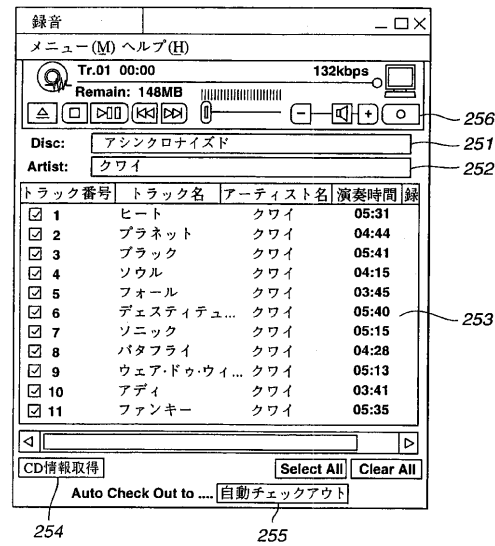 録音
メニュー(M) ヘルプ(H)
Tr.01 00:00 132kbps
Remain: 148MB
256
Disc: アシンクロナイズド 251
Artist: クワイ 252
トラック番号 トラック名 アーティスト名 演奏時間 録
1 ヒート クワイ 05:31
2 プラネット クワイ 04:44
3 ブラック クワイ 05:41
4 ソウル クワイ 04:15
5 フォール クワイ 03:45
6 デェスティテュ... クワイ 05:40 253
7 ソニック クワイ 05:15
8 バタフライ クワイ 04:28
9 ウェア・ドゥ・ウィ... クワイ 05:13
10 アディ クワイ 03:41
11 ファンキー クワイ 05:35
CD情報取得 Select All Clear All
Auto Check Out to .... 自動チェックアウト
254 255